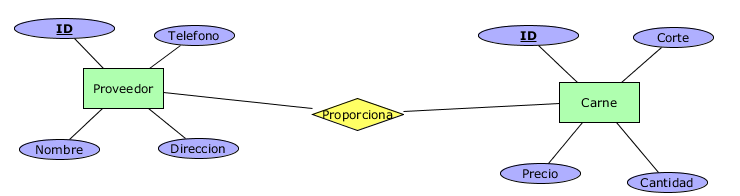 ID
Telefono
Proveedor
Nombre
Direccion
Proporciona
ID
Corte
Carne
Precio
Cantidad